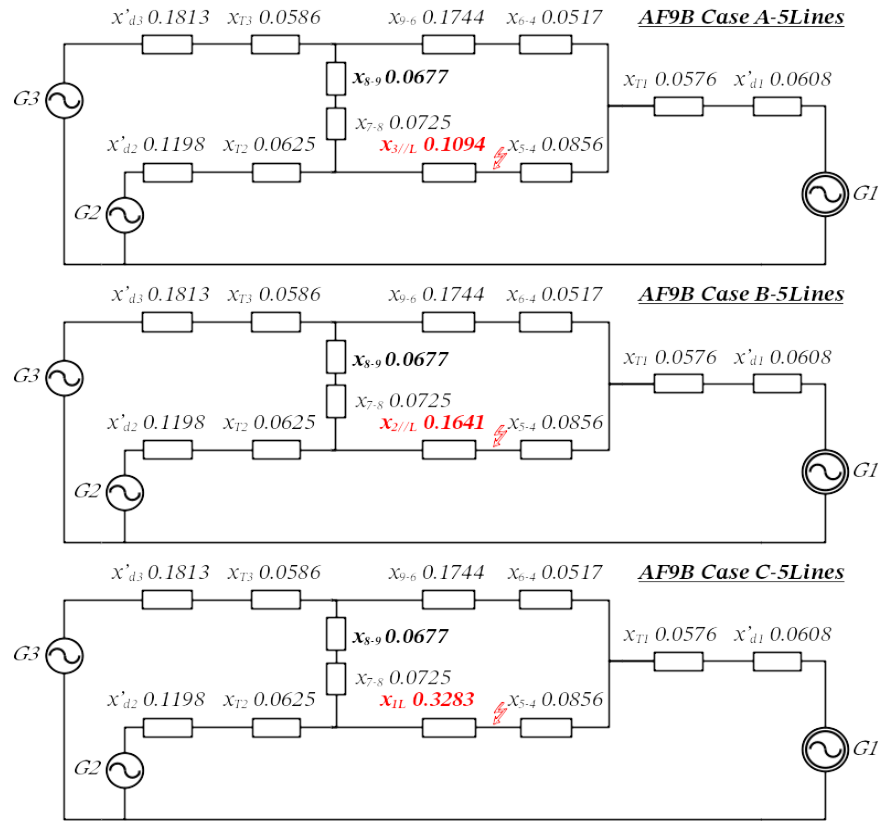 x'd3 0.1813 xT3 0.0586 x9-6 0.1744 x6-4 0.0517 AF9B Case A-5Lines
x8-9 0.0677 xT1 0.0576 x'd1 0.0608
G3
x7-8 0.0725
x'd2 0.1198 xT2 0.0625 x3//L 0.1094 x5-4 0.0856
G2 G1
x'd3 0.1813 xT3 0.0586 x9-6 0.1744 x6-4 0.0517 AF9B Case B-5Lines
x8-9 0.0677 xT1 0.0576 x'd1 0.0608
G3
x7-8 0.0725
x'd2 0.1198 xT2 0.0625 x2//L 0.1641 x5-4 0.0856
G2 G1
x'd3 0.1813 xT3 0.0586 x9-6 0.1744 x6-4 0.0517 AF9B Case C-5Lines
x8-9 0.0677 xT1 0.0576 x'd1 0.0608
G3
x7-8 0.0725
x'd2 0.1198 xT2 0.0625 x1L 0.3283 x5-4 0.0856
G2 G1